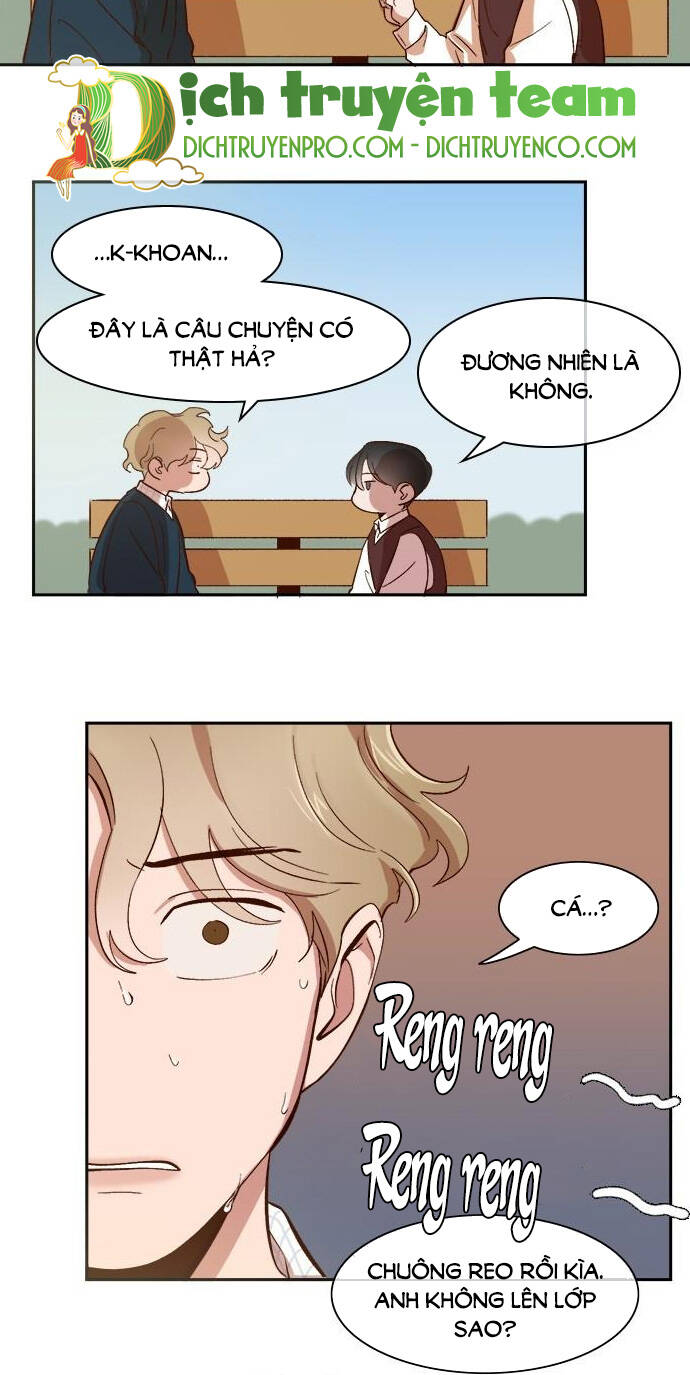 Dịch truyện team
DICHTRUYENPRO.COM - DICHTRUYENCO.COM
...K-KHOAN...
ĐÂY LÀ CÂU CHUYỆN CÓ
THẬT HẢ?
ĐƯƠNG NHIÊN LÀ
KHÔNG.
CÁ...?
Reng reng
Reng reng
CHUÔNG REO RỒI KÌA.
ANH KHÔNG LÊN LỚP
SAO?